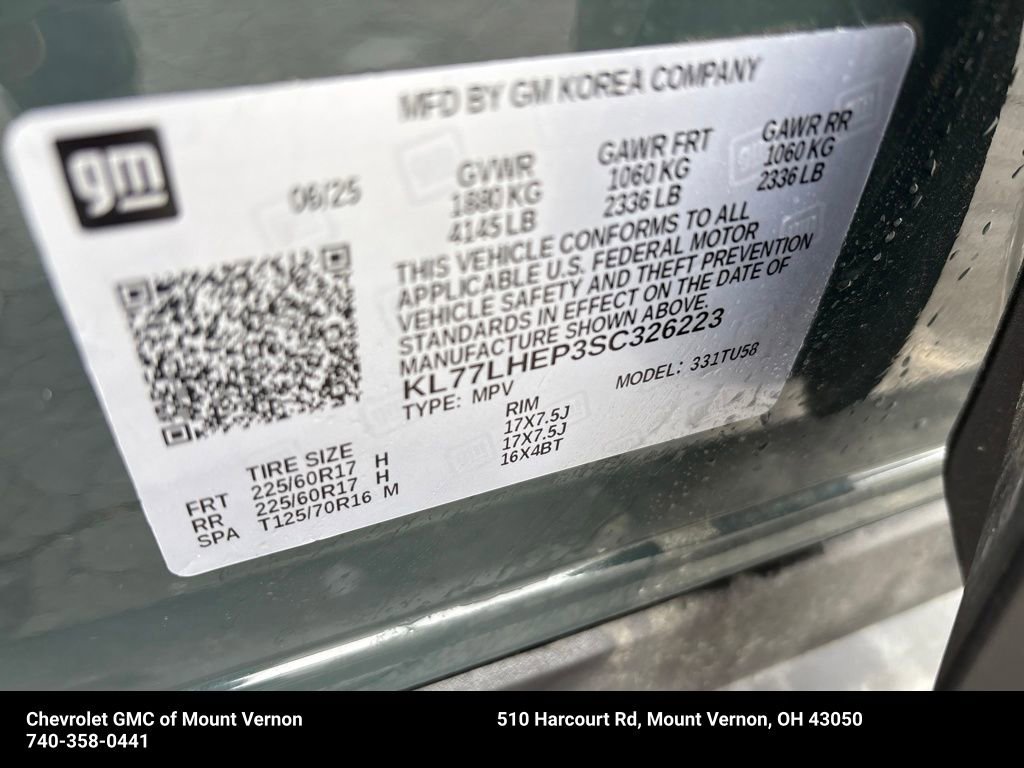 MFD BY GM KOREA COMPANY
gm
06/25
GVWR GAWR FRT GAWR RR
1880 KG 1060 KG 1060 KG
4145 LB 2336 LB 2336 LB
THIS VEHICLE CONFORMS TO ALL
APPLICABLE U.S. FEDERAL MOTOR
VEHICLE SAFETY AND THEFT PREVENTION
STANDARDS IN EFFECT ON THE DATE OF
MANUFACTURE SHOWN ABOVE.
KL77LHEP3SC326223
TYPE: MPV MODEL: 331TU58
TIRE SIZE RIM
FRT 225/60R17 H 17X7.5J
RR 225/60R17 H 17X7.5J
SPA T125/70R16 M 16X4BT
Chevrolet GMC of Mount Vernon 510 Harcourt Rd, Mount Vernon, OH 43050
740-358-0441